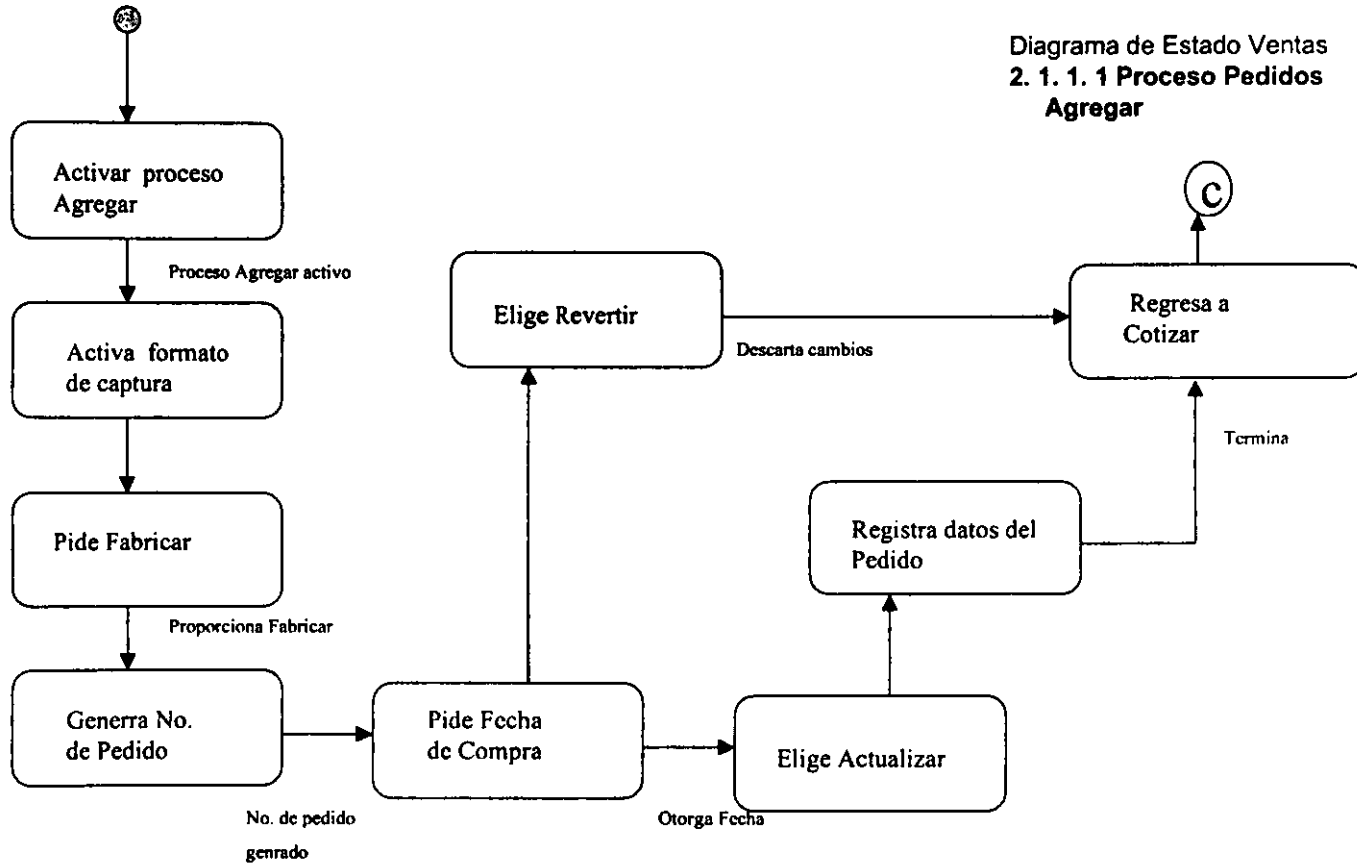 Diagrama de Estado Ventas
2. 1. 1. 1 Proceso Pedidos
Agregar
Activar proceso
Agregar
Proceso Agregar activo
Activa formato
de captura
Pide Fabricar
Proporciona Fabricar
Generra No.
de Pedido
No. de pedido
genrado
Pide Fecha
de Compra
Otorga Fecha
Elige Revertir
Descarta cambios
Elige Actualizar
Registra datos del
Pedido
Termina
Regresa a
Cotizar
C